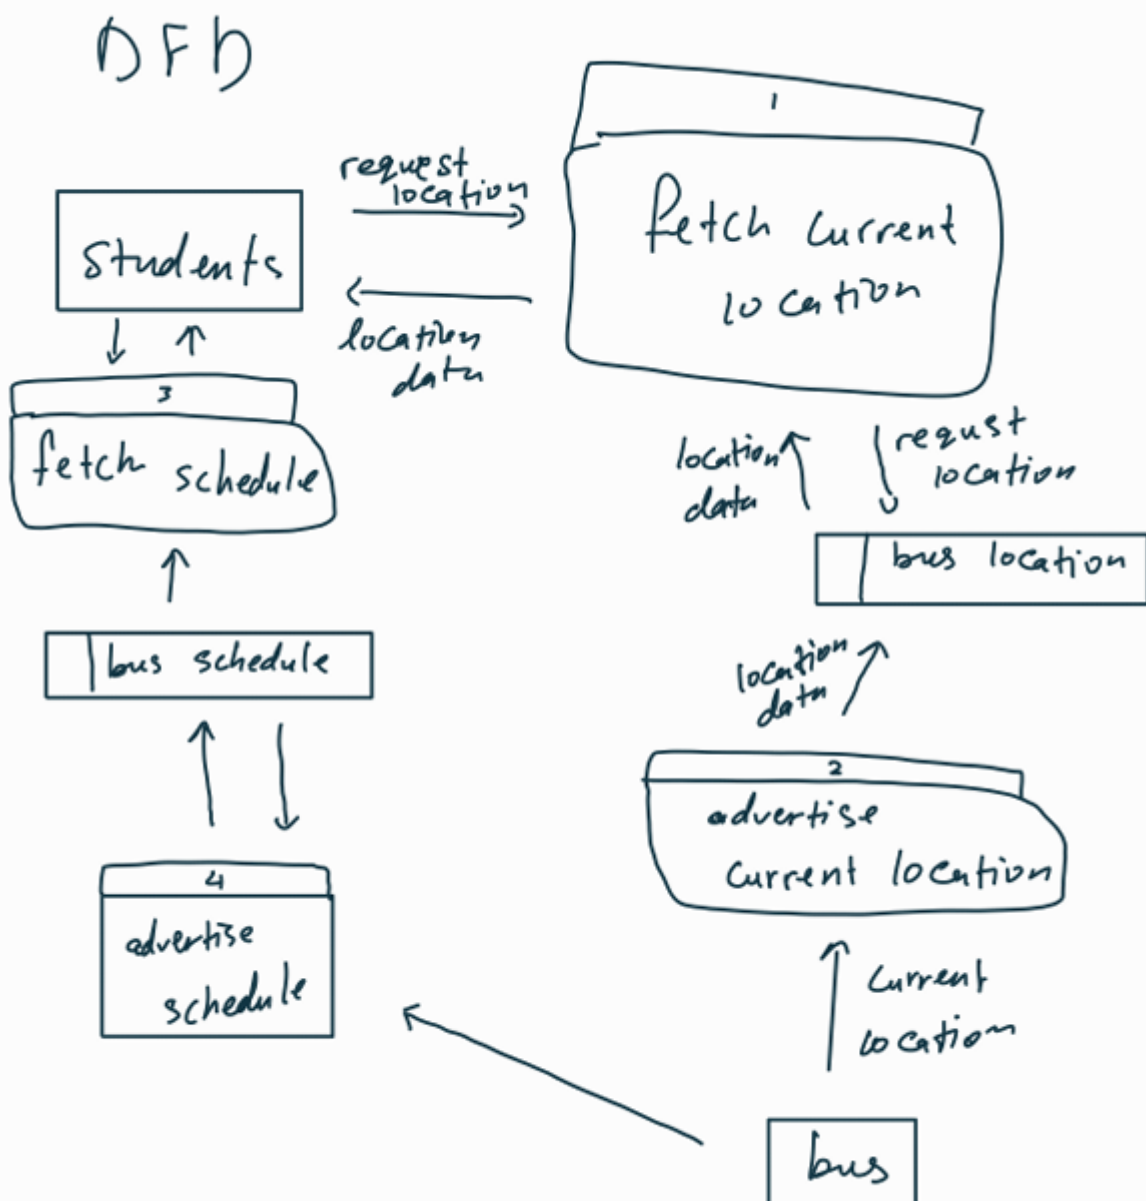 DFD
1
request
location
fetch current
location
students
location
data
3
fetch schedule
location
data
requst
location
bus location
bus schedule
location
data
2
advertise
current location
4
advertise
schedule
current
location
bus